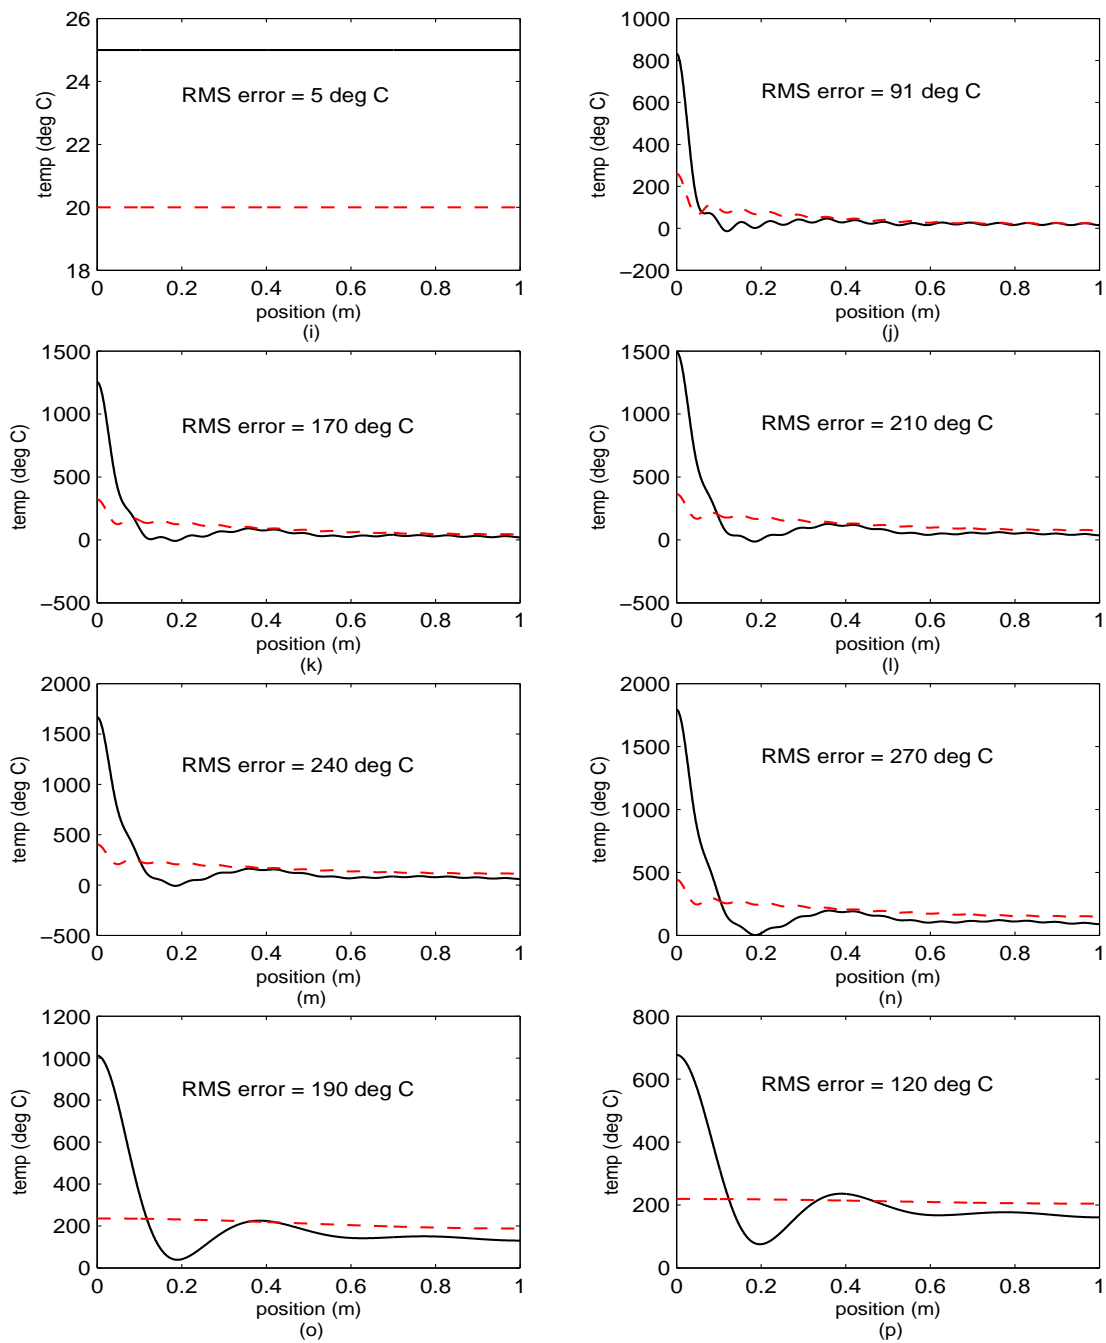 26
24
22
20
18
temp (deg C)
RMS error = 5 deg C
0 0.2 0.4 0.6 0.8 1
position (m)
(i)
1000
800
600
400
200
0
−200
temp (deg C)
RMS error = 91 deg C
0 0.2 0.4 0.6 0.8 1
position (m)
(j)
1500
1000
500
0
−500
temp (deg C)
RMS error = 170 deg C
0 0.2 0.4 0.6 0.8 1
position (m)
(k)
1500
1000
500
0
−500
temp (deg C)
RMS error = 210 deg C
0 0.2 0.4 0.6 0.8 1
position (m)
(l)
2000
1500
1000
500
0
−500
temp (deg C)
RMS error = 240 deg C
0 0.2 0.4 0.6 0.8 1
position (m)
(m)
2000
1500
1000
500
0
temp (deg C)
RMS error = 270 deg C
0 0.2 0.4 0.6 0.8 1
position (m)
(n)
1200
1000
800
600
400
200
0
temp (deg C)
RMS error = 190 deg C
0 0.2 0.4 0.6 0.8 1
position (m)
(o)
800
600
400
200
0
temp (deg C)
RMS error = 120 deg C
0 0.2 0.4 0.6 0.8 1
position (m)
(p)